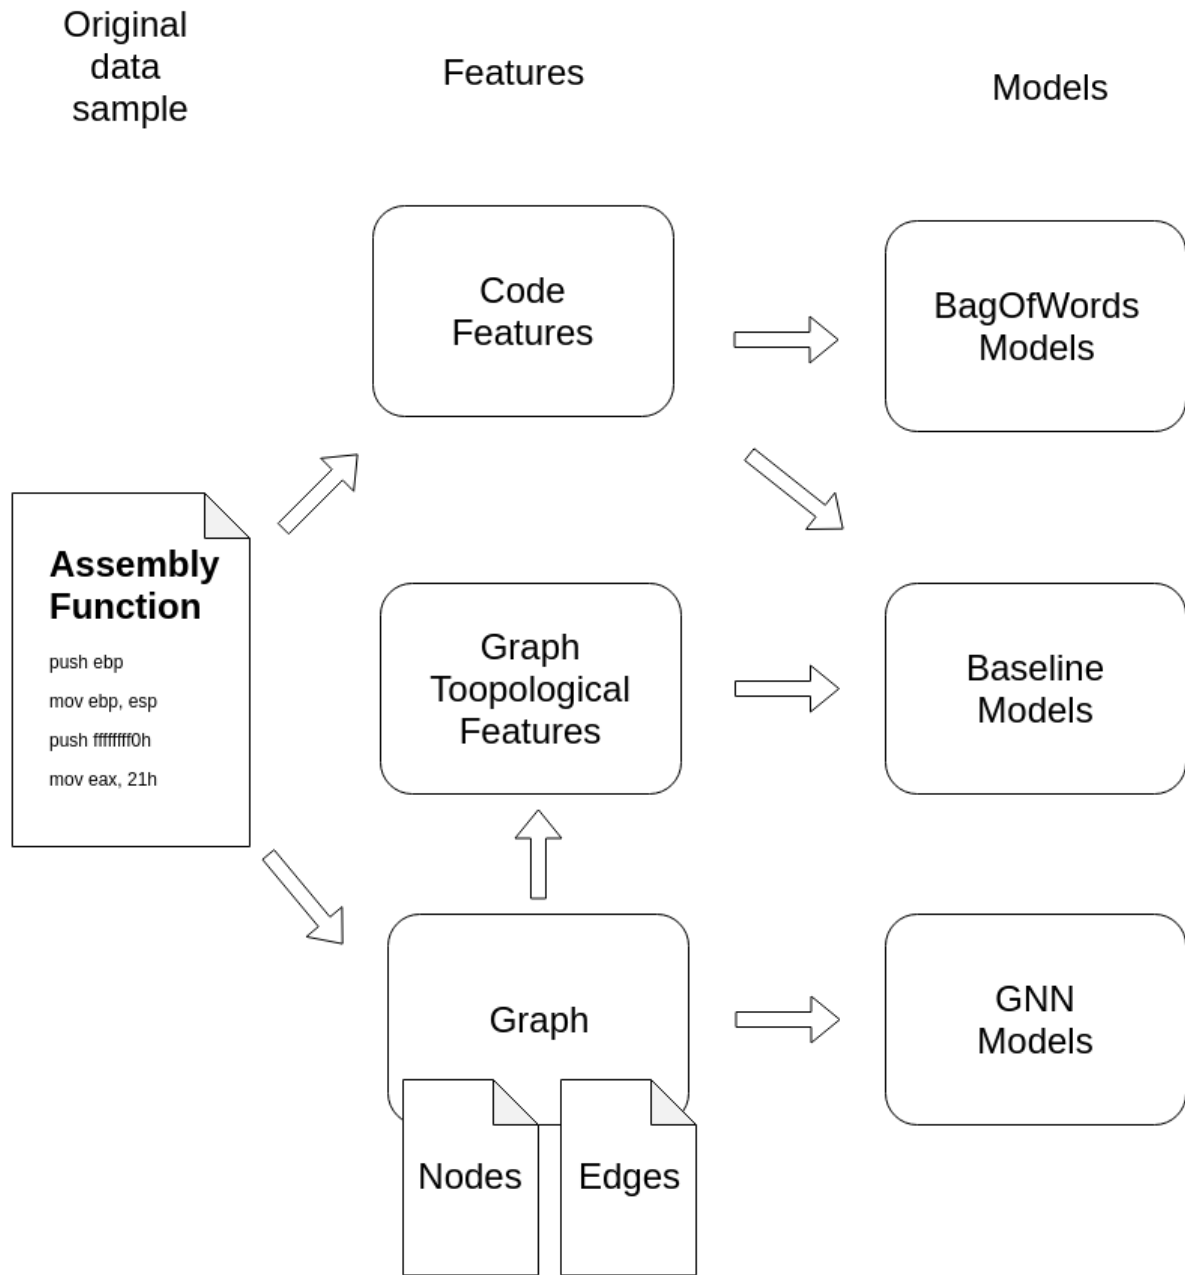 Original
data
sample
Features
Models
Code
Features
BagOfWords
Models
Assembly
Function
push ebp
mov ebp, esp
push ffffffff0h
mov eax, 21h
Graph
Toopological
Features
Baseline
Models
Graph
GNN
Models
Nodes
Edges